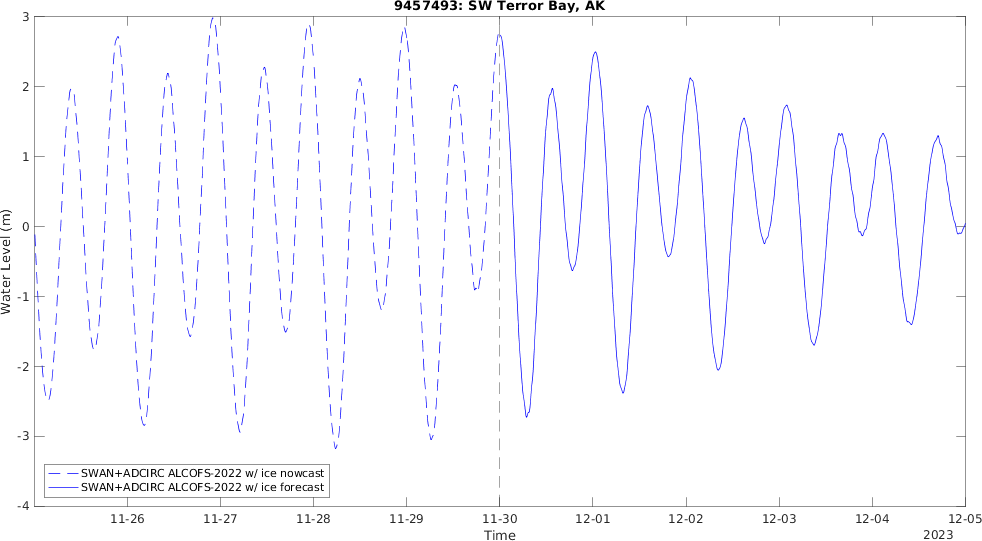 9457493: SW Terror Bay, AK
3
2
1
0
-1
-2
-3
-4
Water Level (m)
SWAN+ADCIRC ALCOFS-2022 w/ ice nowcast
SWAN+ADCIRC ALCOFS-2022 w/ ice forecast
11-26 11-27 11-28 11-29 11-30 12-01 12-02 12-03 12-04 12-05
Time
2023